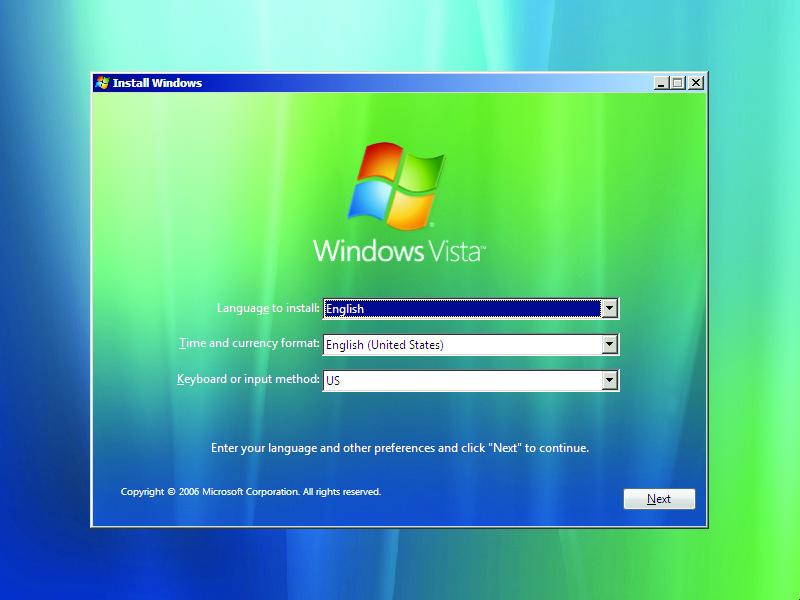 Install Windows
Windows Vista™
Language to install: English
Time and currency format: English (United States)
Keyboard or input method: US
Enter your language and other preferences and click "Next" to continue.
Copyright © 2006 Microsoft Corporation. All rights reserved.
Next